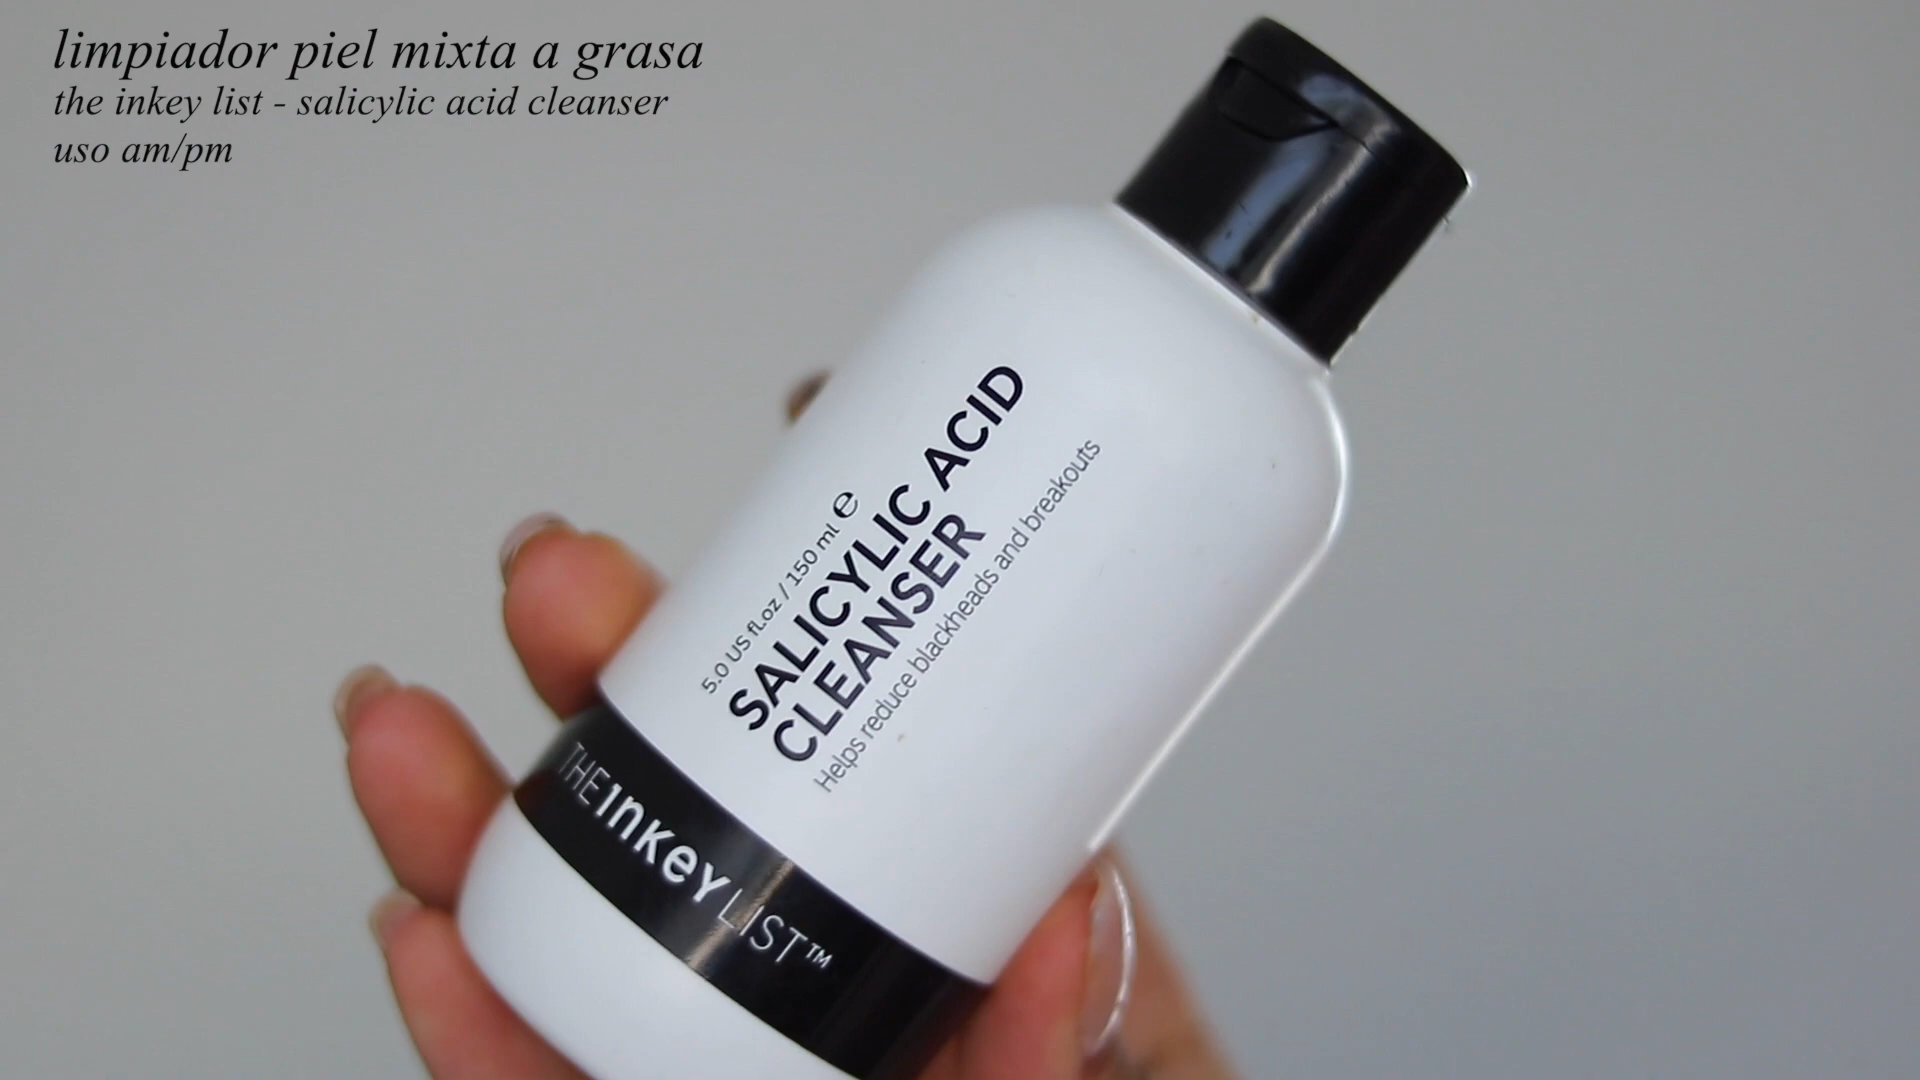 limpiador piel mixta a grasa
the inkey list - salicylic acid cleanser
uso am/pm
5.0 US fl.oz / 150 ml e
SALICYLIC ACID
CLEANSER
Helps reduce blackheads and breakouts
THE INKEY LIST™